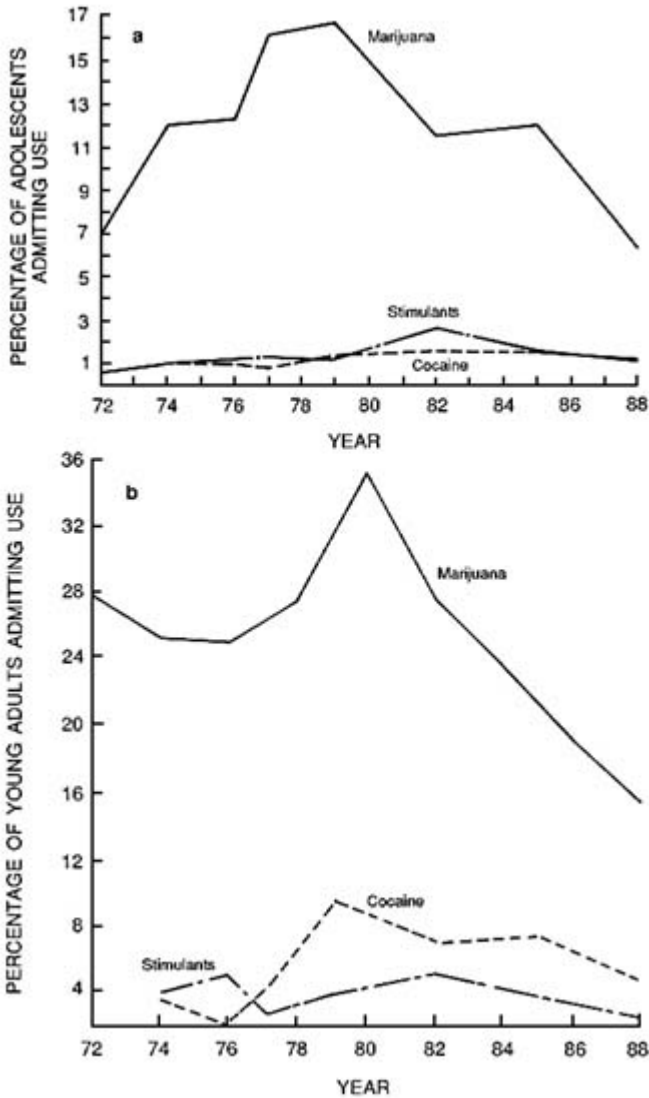 17
a
Marijuana
15
13
11
9
7
5
3
Stimulants
1
Cocaine
72 74 76 78 80 82 84 86 88
YEAR
PERCENTAGE OF ADOLESCENTS
ADMITTING USE
36
b
32
Marijuana
28
24
20
16
12
Cocaine
8
Stimulants
4
72 74 76 78 80 82 84 86 88
YEAR
PERCENTAGE OF YOUNG ADULTS ADMITTING USE